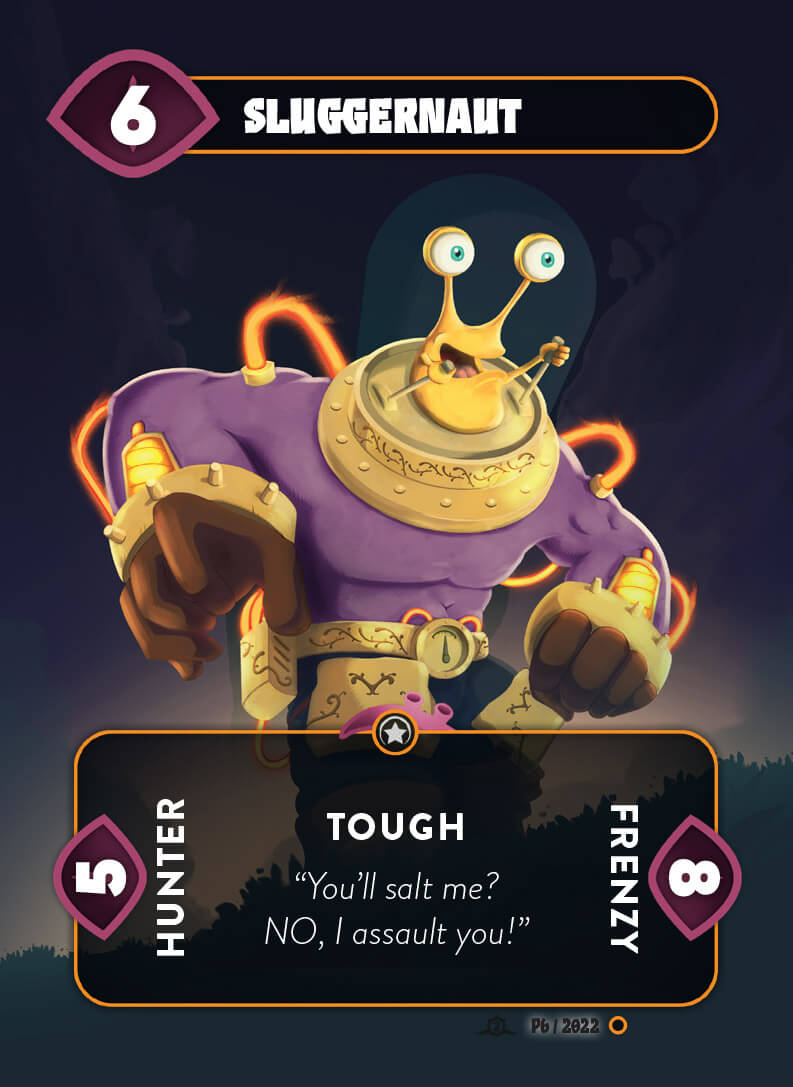 6
SLUGGERNAUT
TOUGH
5
HUNTER
FRENZY
8
“You’ll salt me?
NO, I assault you!”
P6 / 2022